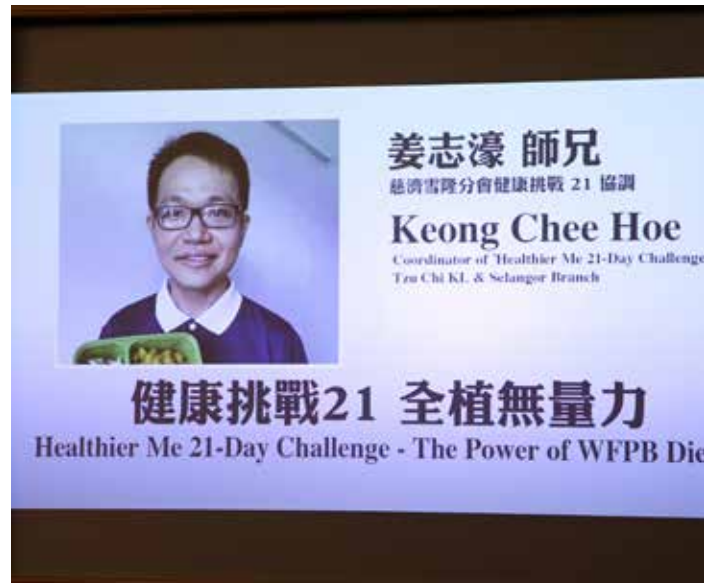 姜志濠 師兄
慈濟雪隆分會健康挑戰 21 協調
Keong Chee Hoe
Coordinator of 'Healthier Me 21-Day Challenge
Tzu Chi KL & Selangor Branch
健康挑戰21 全植無量力
Healthier Me 21-Day Challenge - The Power of WFPB Die